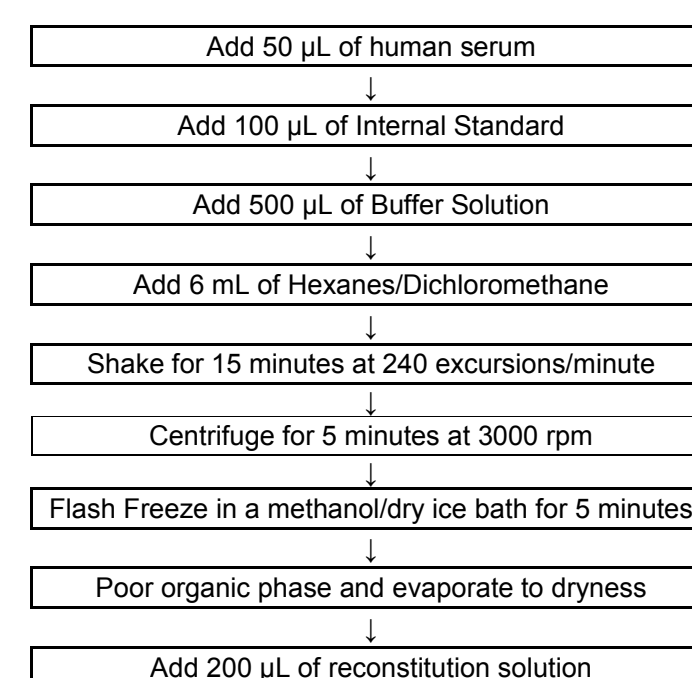 Add 50 µL of human serum
↓
Add 100 µL of Internal Standard
↓
Add 500 µL of Buffer Solution
↓
Add 6 mL of Hexanes/Dichloromethane
↓
Shake for 15 minutes at 240 excursions/minute
↓
Centrifuge for 5 minutes at 3000 rpm
↓
Flash Freeze in a methanol/dry ice bath for 5 minutes
↓
Poor organic phase and evaporate to dryness
↓
Add 200 µL of reconstitution solution